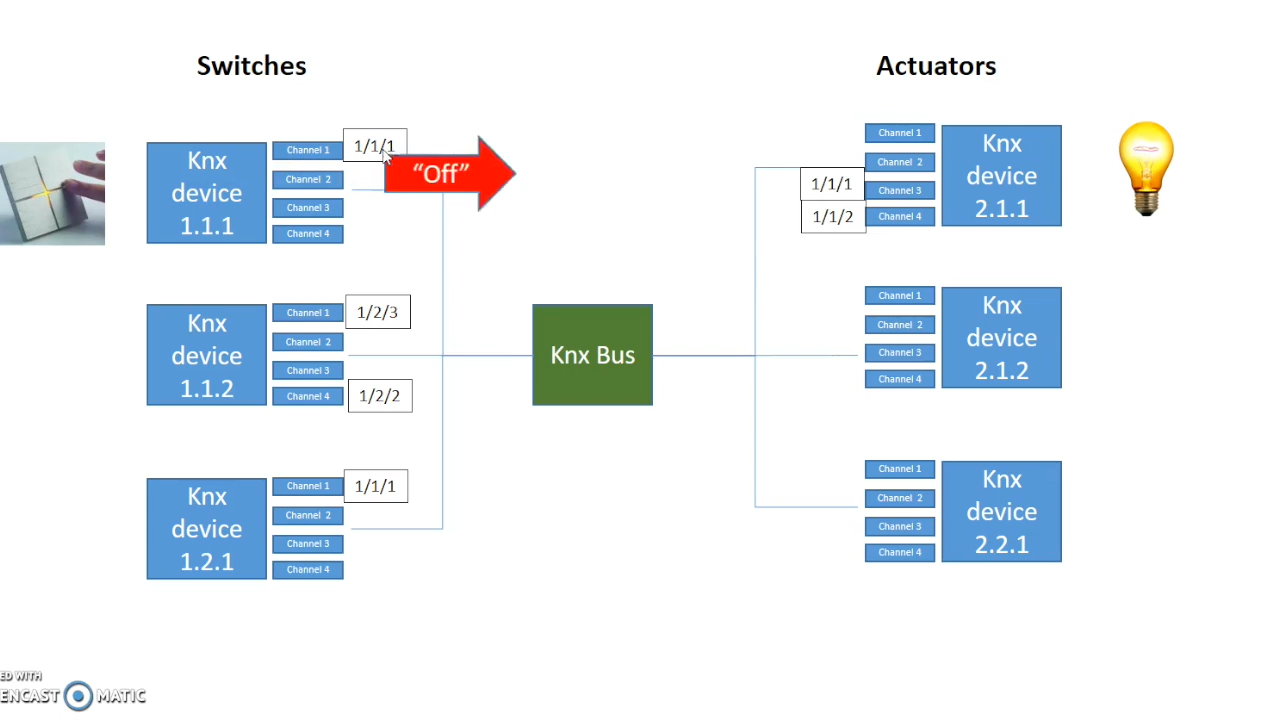 Switches
Actuators
Knx
device
1.1.1
Channel 1
Channel 2
Channel 3
Channel 4
1/1/1
"Off"
Knx
device
1.1.2
Channel 1
Channel 2
Channel 3
Channel 4
1/2/3
1/2/2
Knx
device
1.2.1
Channel 1
Channel 2
Channel 3
Channel 4
1/1/1
Knx Bus
1/1/1
1/1/2
Channel 1
Channel 2
Channel 3
Channel 4
Knx
device
2.1.1
Channel 1
Channel 2
Channel 3
Channel 4
Knx
device
2.1.2
Channel 1
Channel 2
Channel 3
Channel 4
Knx
device
2.2.1
ED WITH
ENCAST MATIC